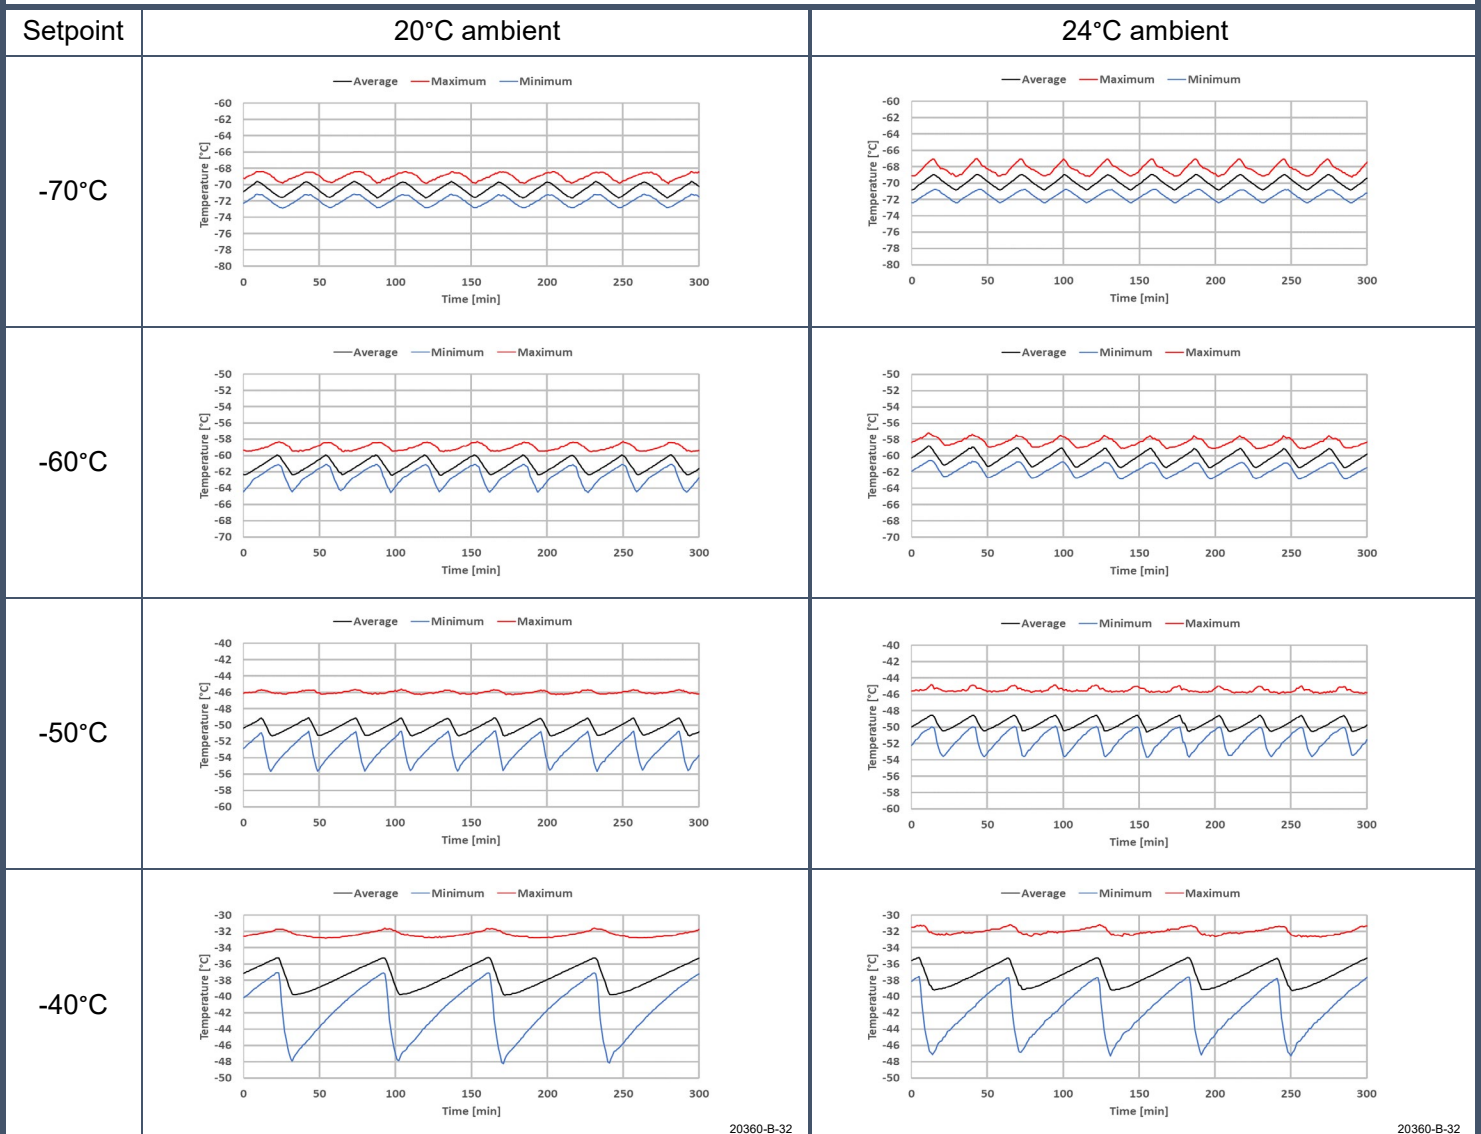 Setpoint 20°C ambient 24°C ambient
-70°C
Average Maximum Minimum
-60
-62
-64
-66
-68
-70
-72
-74
-76
-78
-80
Temperature [°C]
0 50 100 150 200 250 300
Time [min]
Average Maximum Minimum
-60
-62
-64
-66
-68
-70
-72
-74
-76
-78
-80
Temperature [°C]
0 50 100 150 200 250 300
Time [min]
-60°C
Average Minimum Maximum
-50
-52
-54
-56
-58
-60
-62
-64
-66
-68
-70
Temperature [°C]
0 50 100 150 200 250 300
Time [min]
Average Minimum Maximum
-50
-52
-54
-56
-58
-60
-62
-64
-66
-68
-70
Temperature [°C]
0 50 100 150 200 250 300
Time [min]
-50°C
Average Minimum Maximum
-40
-42
-44
-46
-48
-50
-52
-54
-56
-58
-60
Temperature [°C]
0 50 100 150 200 250 300
Time [min]
Average Minimum Maximum
-40
-42
-44
-46
-48
-50
-52
-54
-56
-58
-60
Temperature [°C]
0 50 100 150 200 250 300
Time [min]
-40°C
Average Minimum Maximum
-30
-32
-34
-36
-38
-40
-42
-44
-46
-48
-50
Temperature [°C]
0 50 100 150 200 250 300
Time [min]
20360-B-32
Average Minimum Maximum
-30
-32
-34
-36
-38
-40
-42
-44
-46
-48
-50
Temperature [°C]
0 50 100 150 200 250 300
Time [min]
20360-B-32